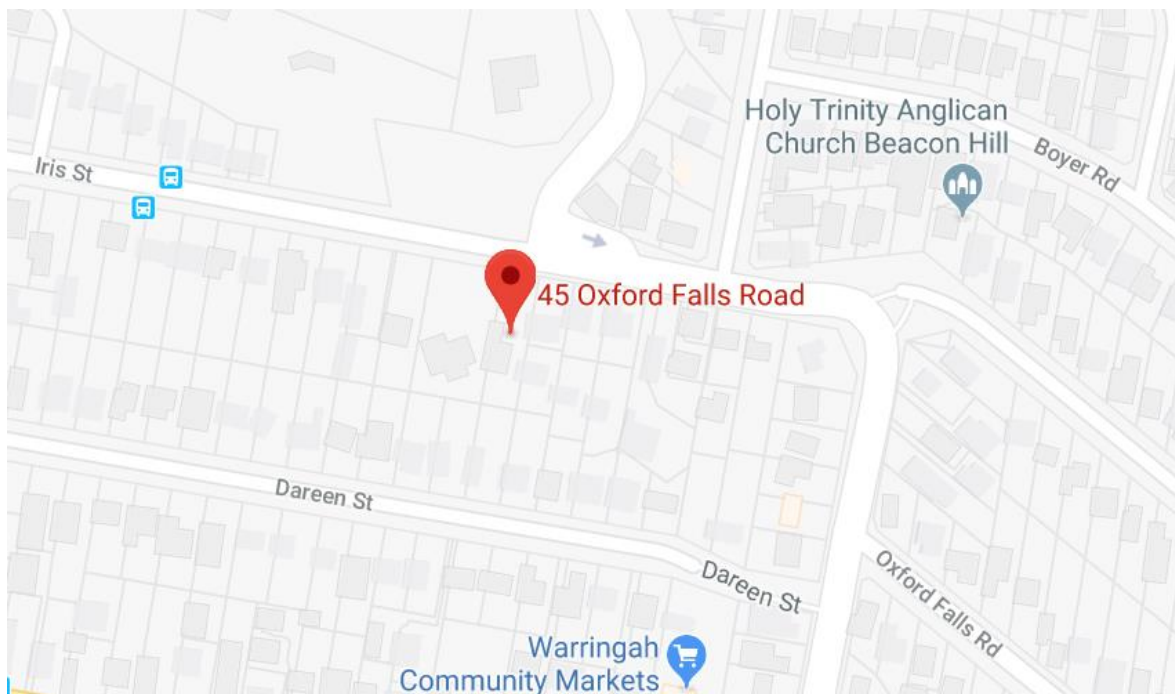 Holy Trinity Anglican
Church Beacon Hill
Boyer Rd
Iris St
45 Oxford Falls Road
Dareen St
Dareen St
Oxford Falls Rd
Warringah
Community Markets